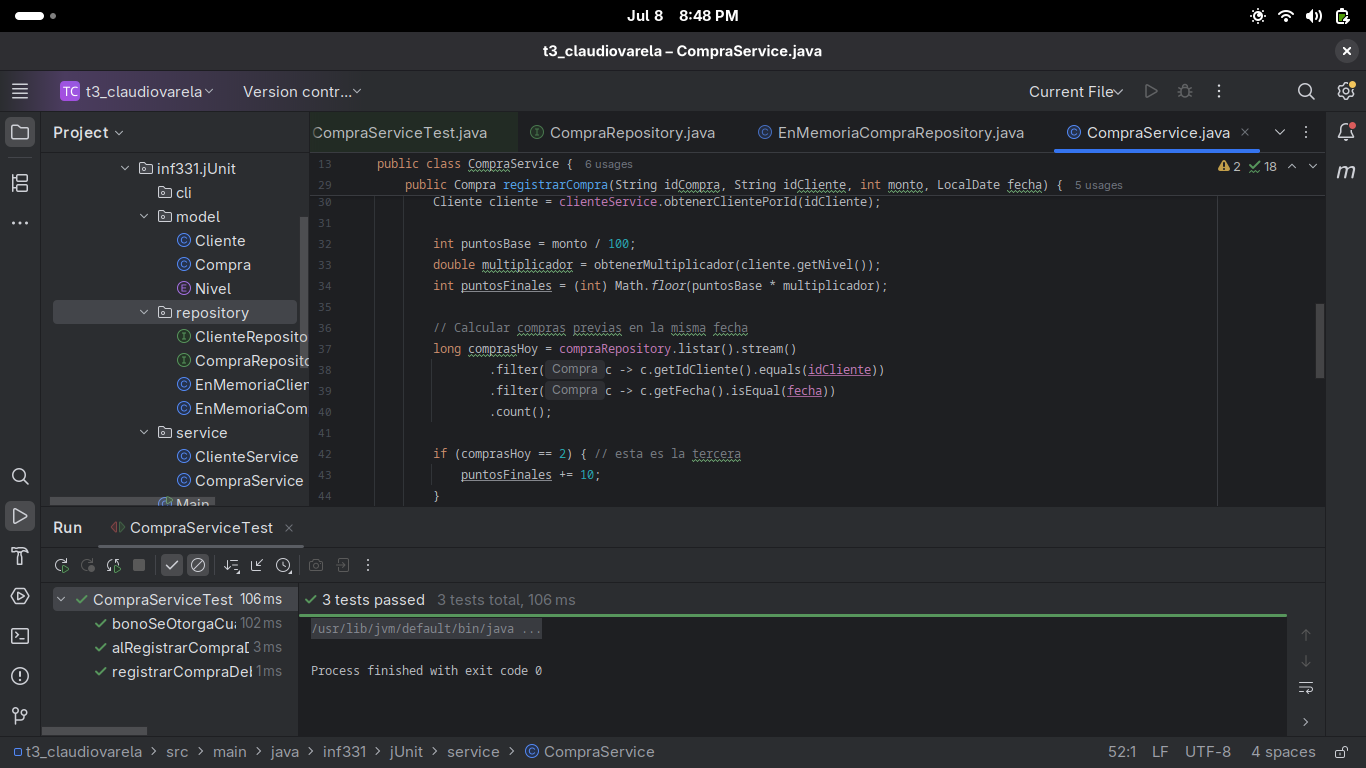 Jul 8 8:48 PM
t3_claudiovarela – CompraService.java
TC t3_claudiovarela Version contr... Current File
Project
CompraServiceTest.java CompraRepository.java EnMemoriaCompraRepository.java CompraService.java
inf331.jUnit
cli
model
Cliente
Compra
Nivel
repository
ClienteReposito
CompraReposito
EnMemoriaClien
EnMemoriaCom
service
ClienteService
CompraService
Main
13 public class CompraService { 6 usages
2 18
29 public Compra registrarCompra(String idCompra, String idCliente, int monto, LocalDate fecha) { 5 usages
30 Cliente cliente = clienteService.obtenerClientePorId(idCliente);
31
32 int puntosBase = monto / 100;
33 double multiplicador = obtenerMultiplicador(cliente.getNivel());
34 int puntosFinales = (int) Math.floor(puntosBase * multiplicador);
35
36 // Calcular compras previas en la misma fecha
37 long comprasHoy = compraRepository.listar().stream()
38 .filter( Compra c -> c.getIdCliente().equals(idCliente))
39 .filter( Compra c -> c.getFecha().isEqual(fecha))
40 .count();
41
42 if (comprasHoy == 2) { // esta es la tercera
43 puntosFinales += 10;
44 }
Run CompraServiceTest
CompraServiceTest 106 ms
bonoSeOtorgaCu 102 ms
alRegistrarCompra 3 ms
registrarCompraDe 1 ms
3 tests passed 3 tests total, 106 ms
/usr/lib/jvm/default/bin/java ...
Process finished with exit code 0
t3_claudiovarela > src > main > java > inf331 > jUnit > service > CompraService 52:1 LF UTF-8 4 spaces